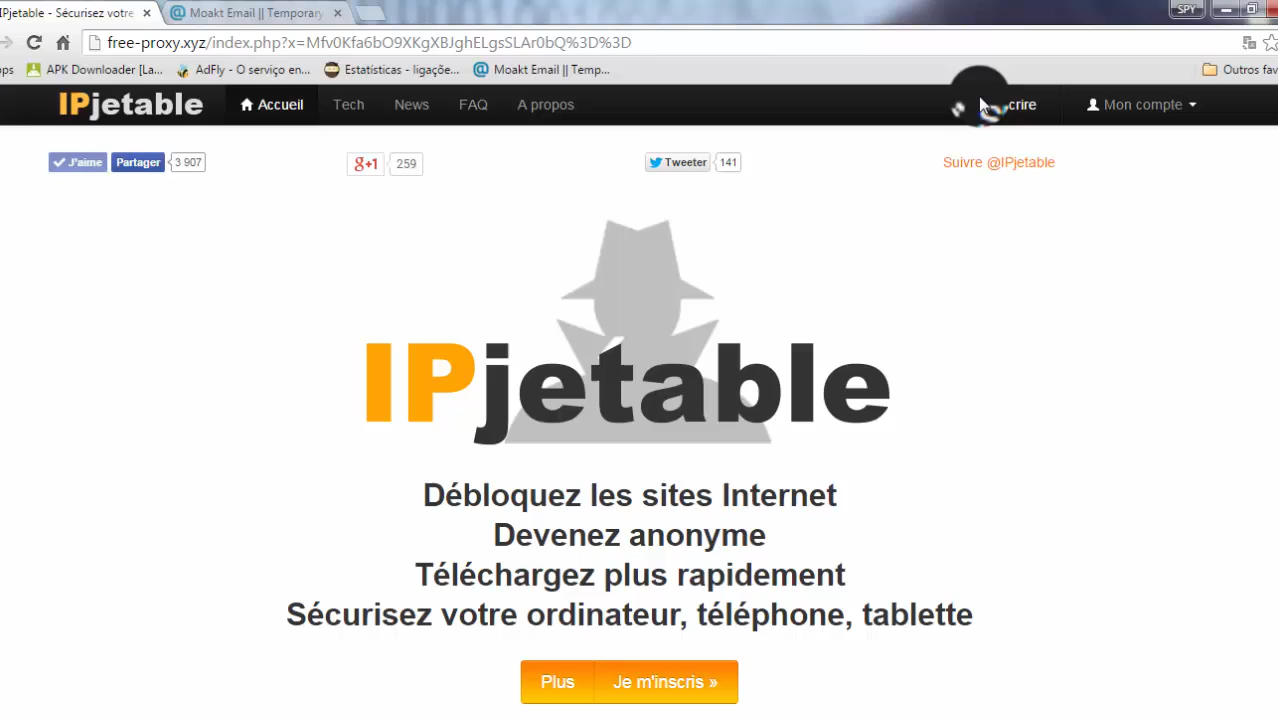 IPjetable - Sécurisez votre
Moakt Email || Temporary
SPY
free-proxy.xyz/index.php?x=Mfv0Kfa6bO9XKgXBJghELgsSLAr0bQ%3D%3D
APK Downloader [La...
AdFly - O serviço en...
Estatísticas - ligaçõe...
Moakt Email || Temp...
Outros fav
IPjetable
Accueil
Tech
News
FAQ
A propos
Mon compte
J'aime
Partager
3 907
g+1
259
Tweeter
141
Suivre @IPjetable
IPjetable
Débloquez les sites Internet
Devenez anonyme
Téléchargez plus rapidement
Sécurisez votre ordinateur, téléphone, tablette
Plus
Je m'inscris »